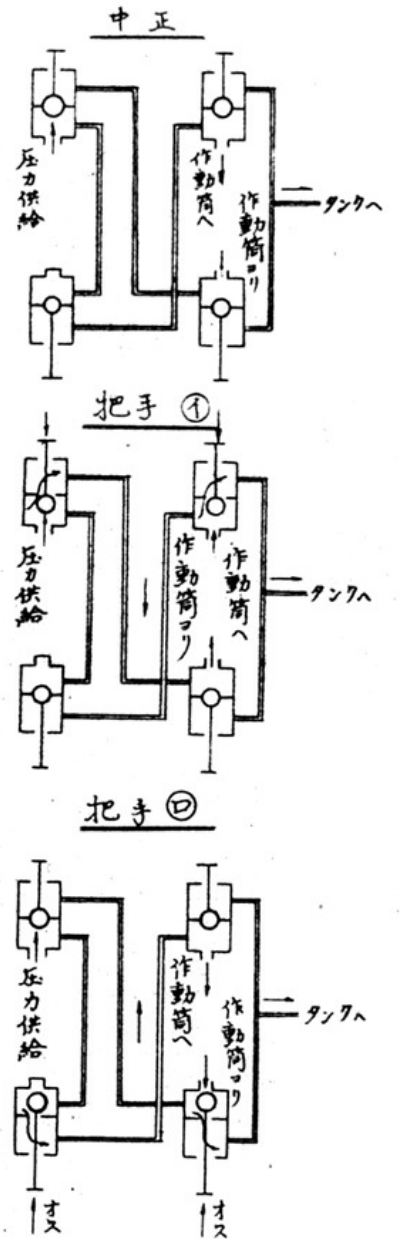 中正
圧力供給
作動筒へ
作動筒ヨリ
タンクへ
把手 ㋑
圧力供給
作動筒ヨリ
作動筒へ
タンクへ
把手 ㋺
圧力供給
作動筒へ
作動筒ヨリ
タンクへ
オス
オス